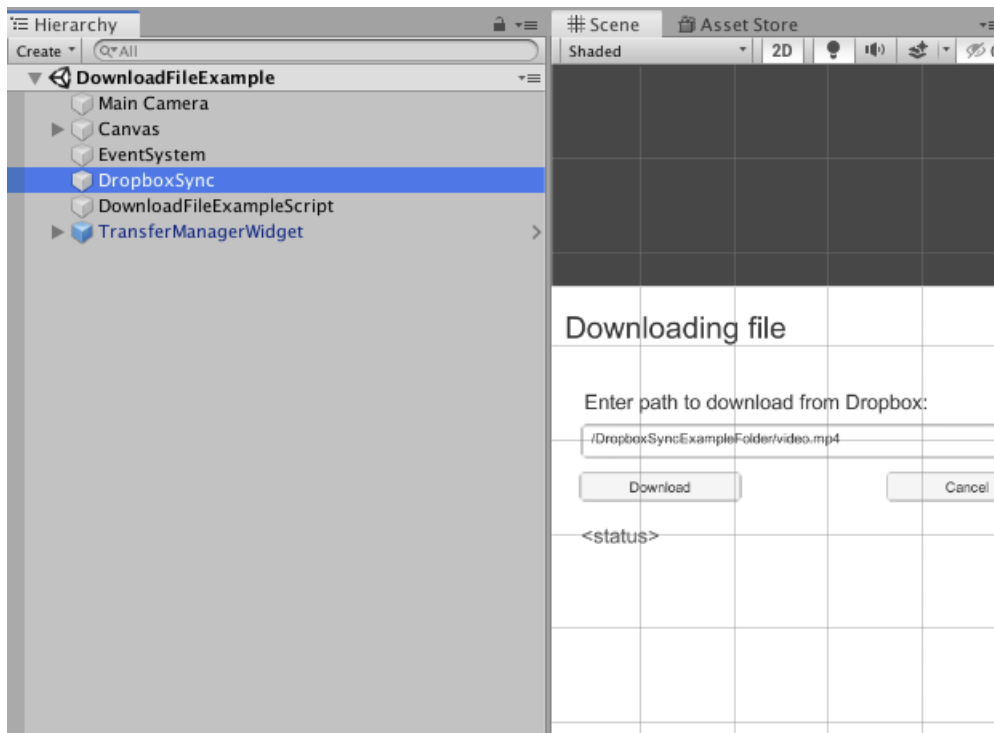 Hierarchy
Create
All
DownloadFileExample
Main Camera
Canvas
EventSystem
DropboxSync
DownloadFileExampleScript
TransferManagerWidget
Scene
Asset Store
Shaded
2D
Downloading file
Enter path to download from Dropbox:
/DropboxSyncExampleFolder/video.mp4
Download
Cancel
<status>